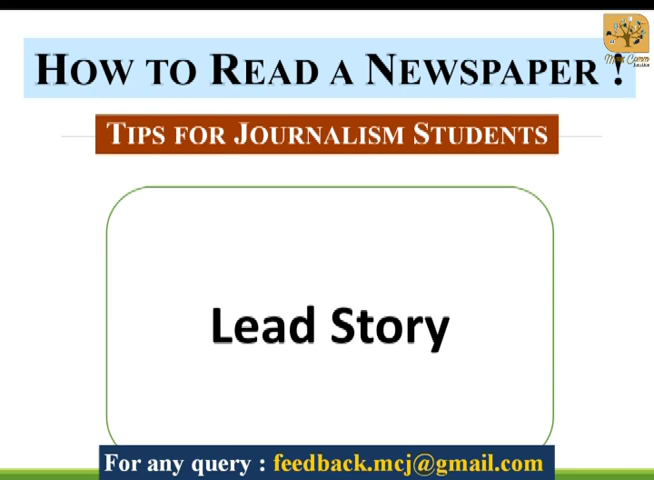 HOW TO READ A NEWSPAPER !
TIPS FOR JOURNALISM STUDENTS
Lead Story
For any query : feedback.mcj@gmail.com